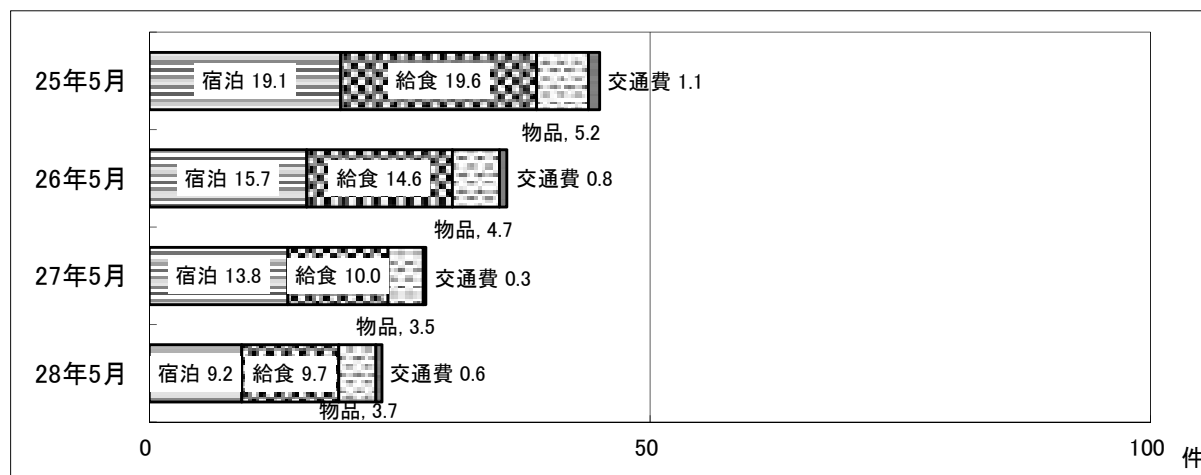 25年5月
宿泊 19.1
給食 19.6
交通費 1.1
物品, 5.2
26年5月
宿泊 15.7
給食 14.6
交通費 0.8
物品, 4.7
27年5月
宿泊 13.8
給食 10.0
交通費 0.3
物品, 3.5
28年5月
宿泊 9.2
給食 9.7
交通費 0.6
物品, 3.7
0 50 100
件